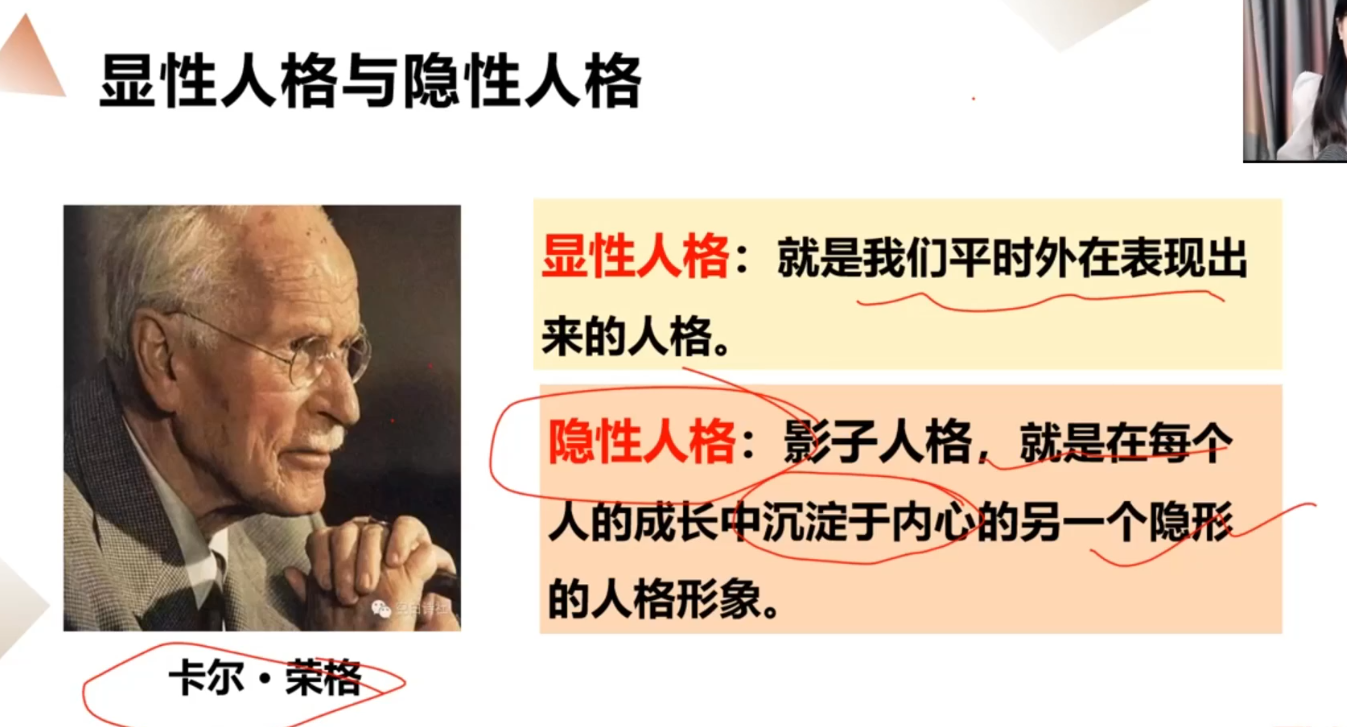 显性人格与隐性人格
显性人格：就是我们平时外在表现出
来的人格。
隐性人格：影子人格，就是在每个
人的成长中沉淀于内心的另一个隐形
的人格形象。
卡尔·荣格